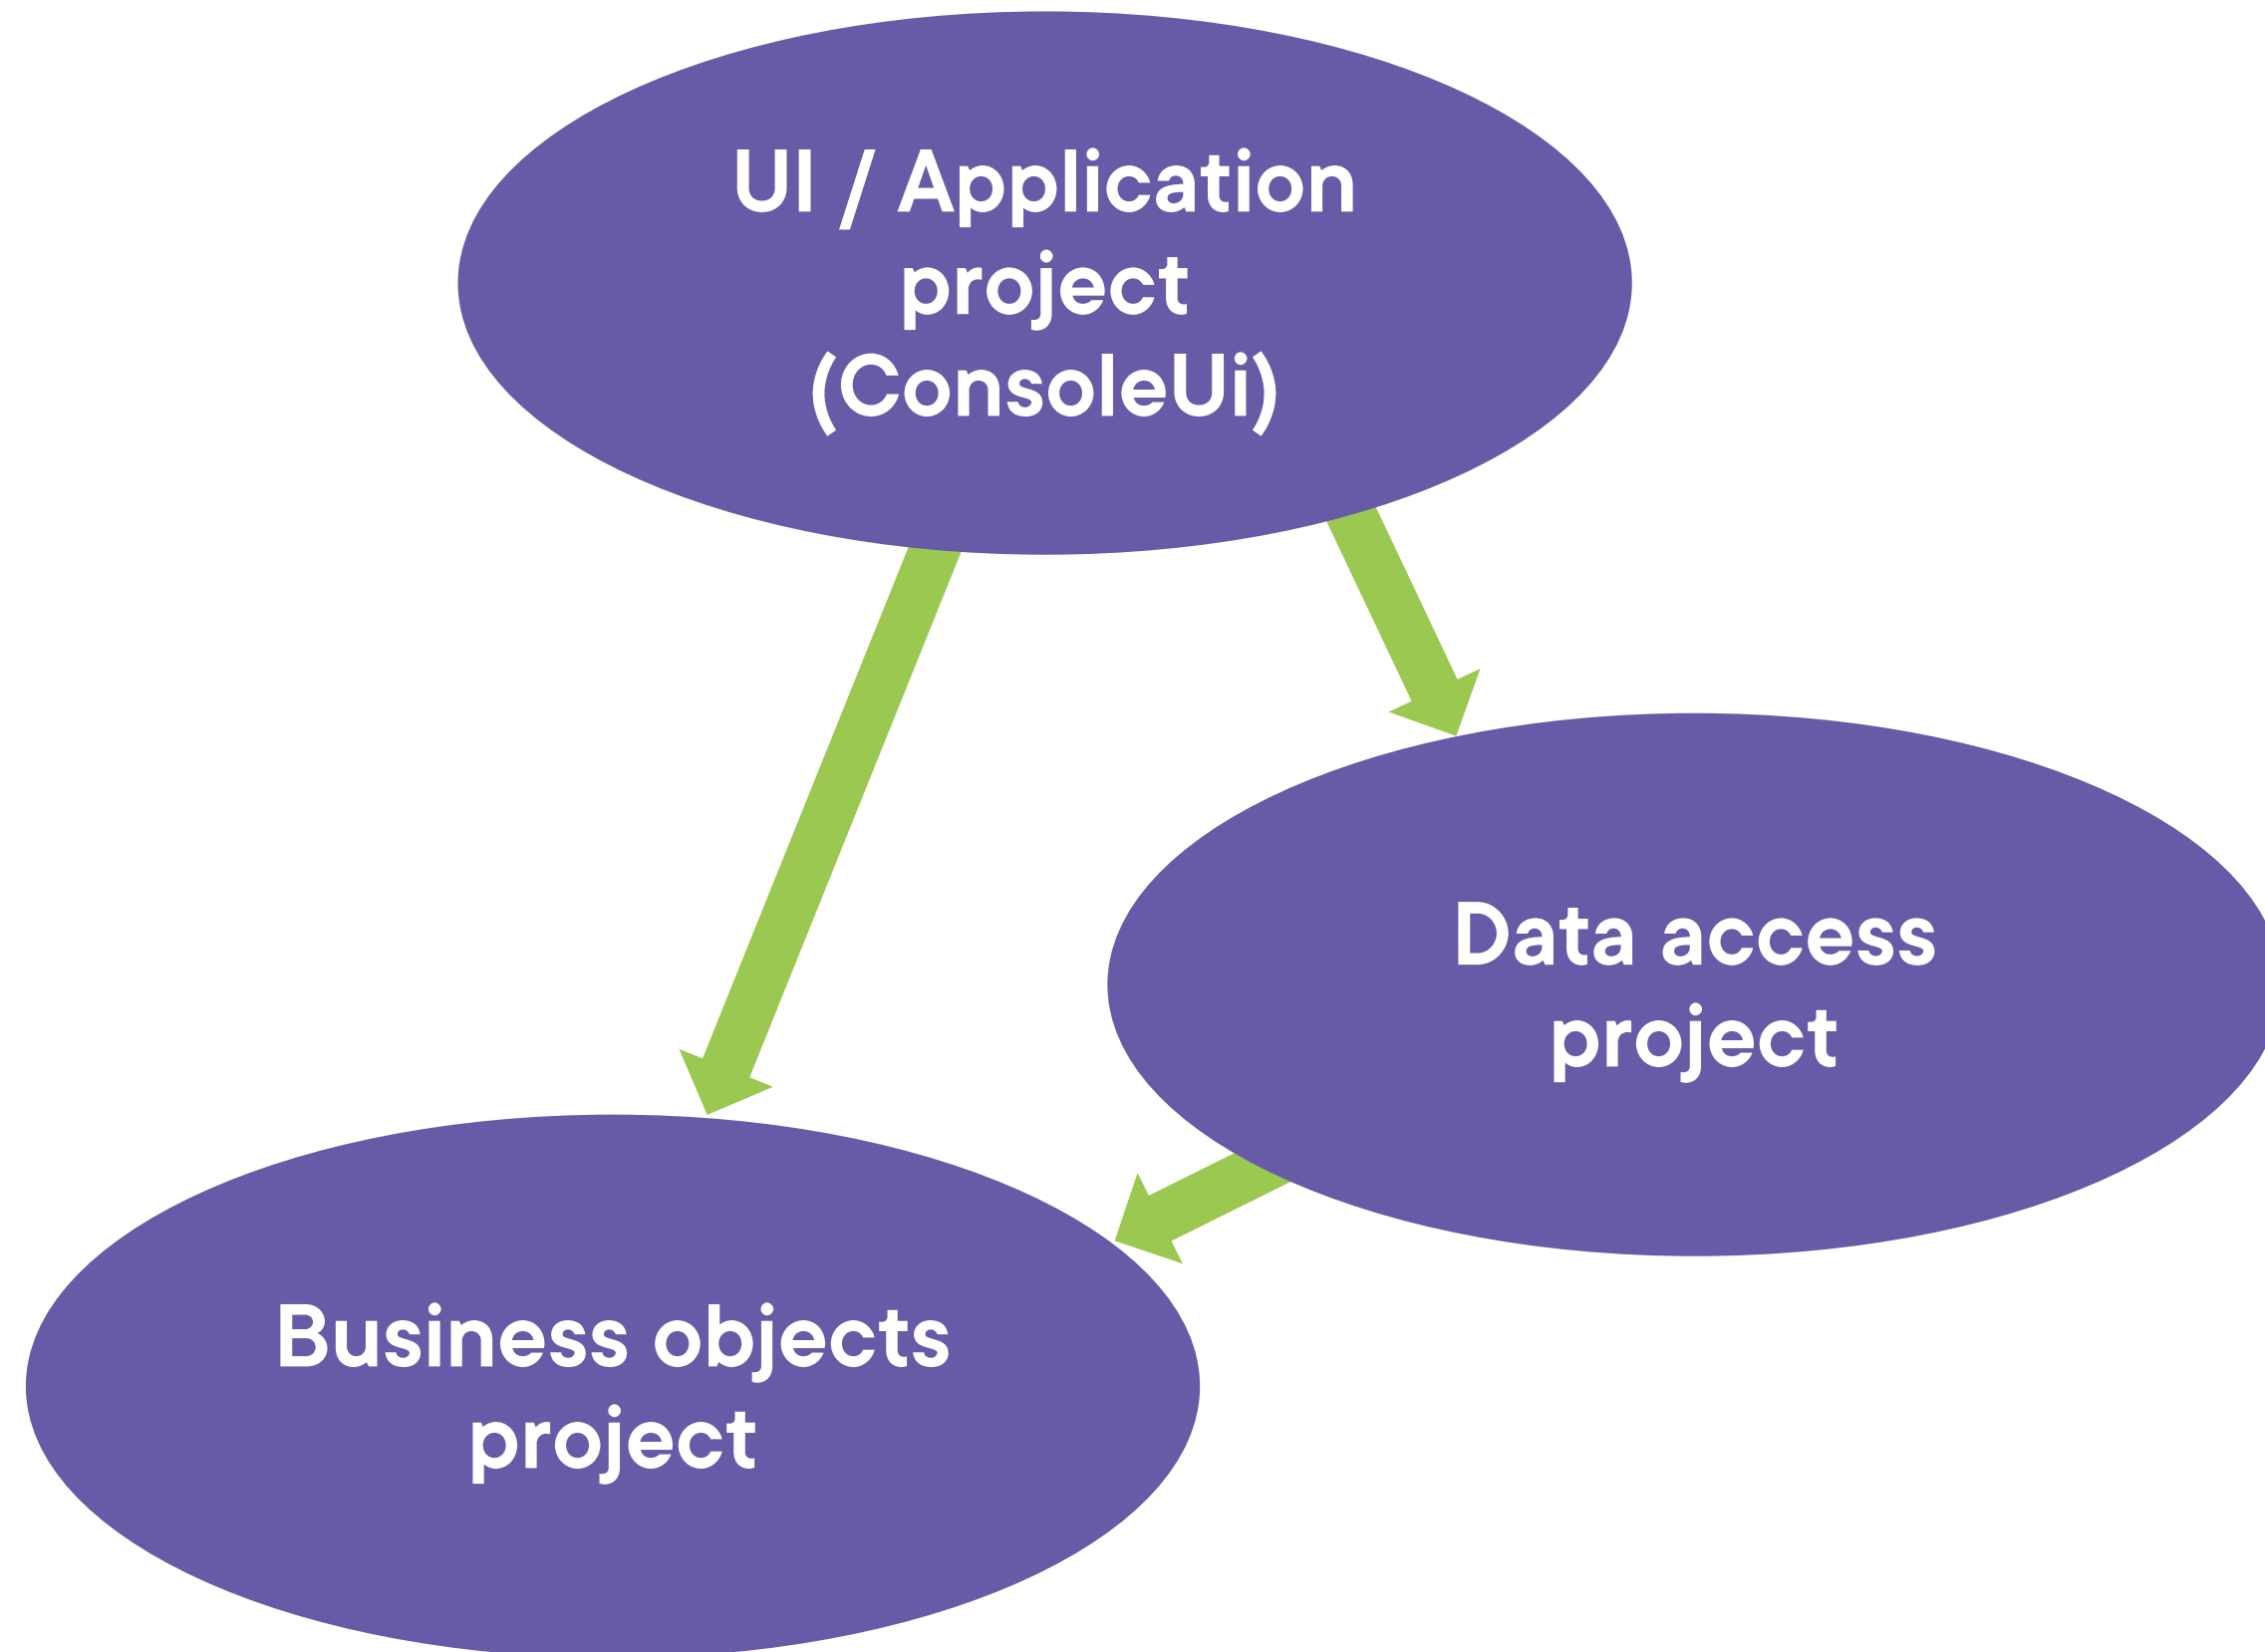 UI / Application
project
(ConsoleUi)
Data access
project
Business objects
project